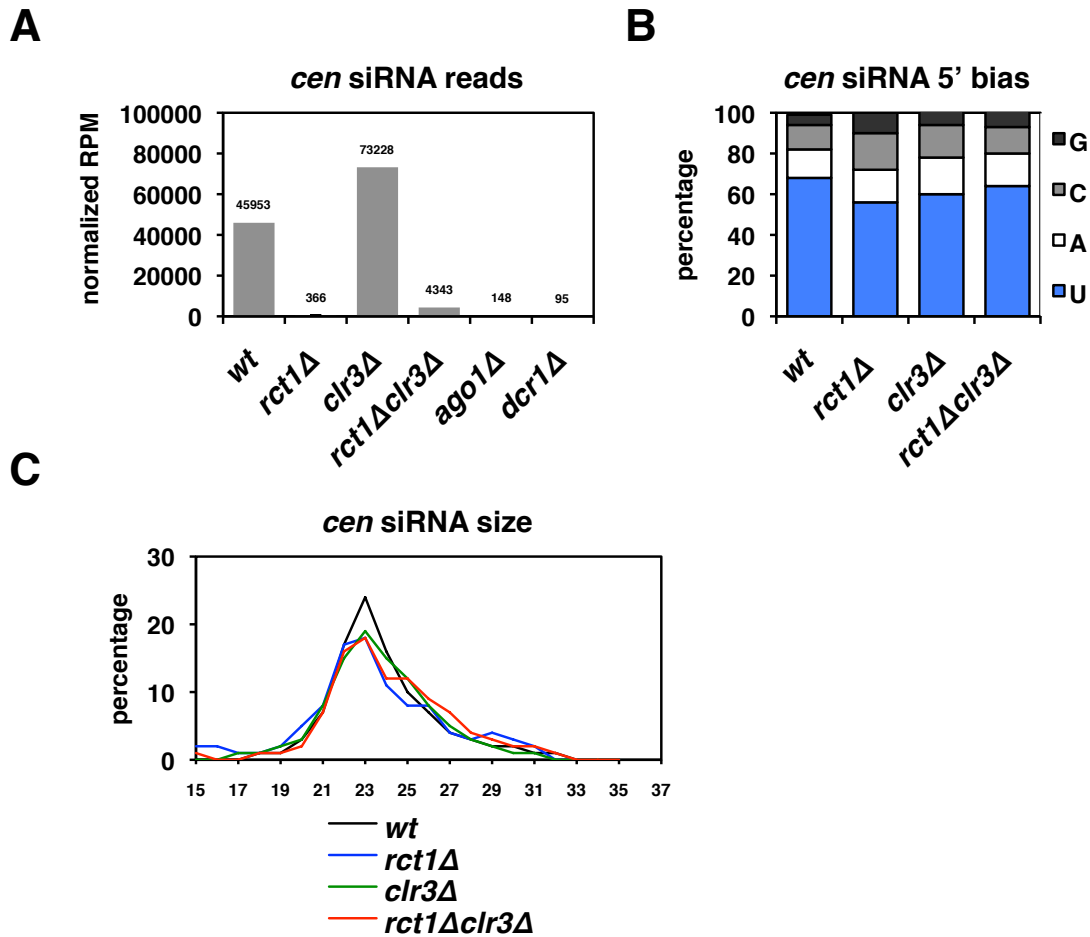 A
cen siRNA reads
normalized RPM
100000
80000
60000
40000
20000
0
45953
366
73228
4343
148
95
wt
rct1Δ
clr3Δ
rct1Δclr3Δ
ago1Δ
dcr1Δ
B
cen siRNA 5’ bias
percentage
100
80
60
40
20
0
G
C
A
U
wt
rct1Δ
clr3Δ
rct1Δclr3Δ
C
cen siRNA size
percentage
30
20
10
0
15 17 19 21 23 25 27 29 31 33 35 37
wt
rct1Δ
clr3Δ
rct1Δclr3Δ